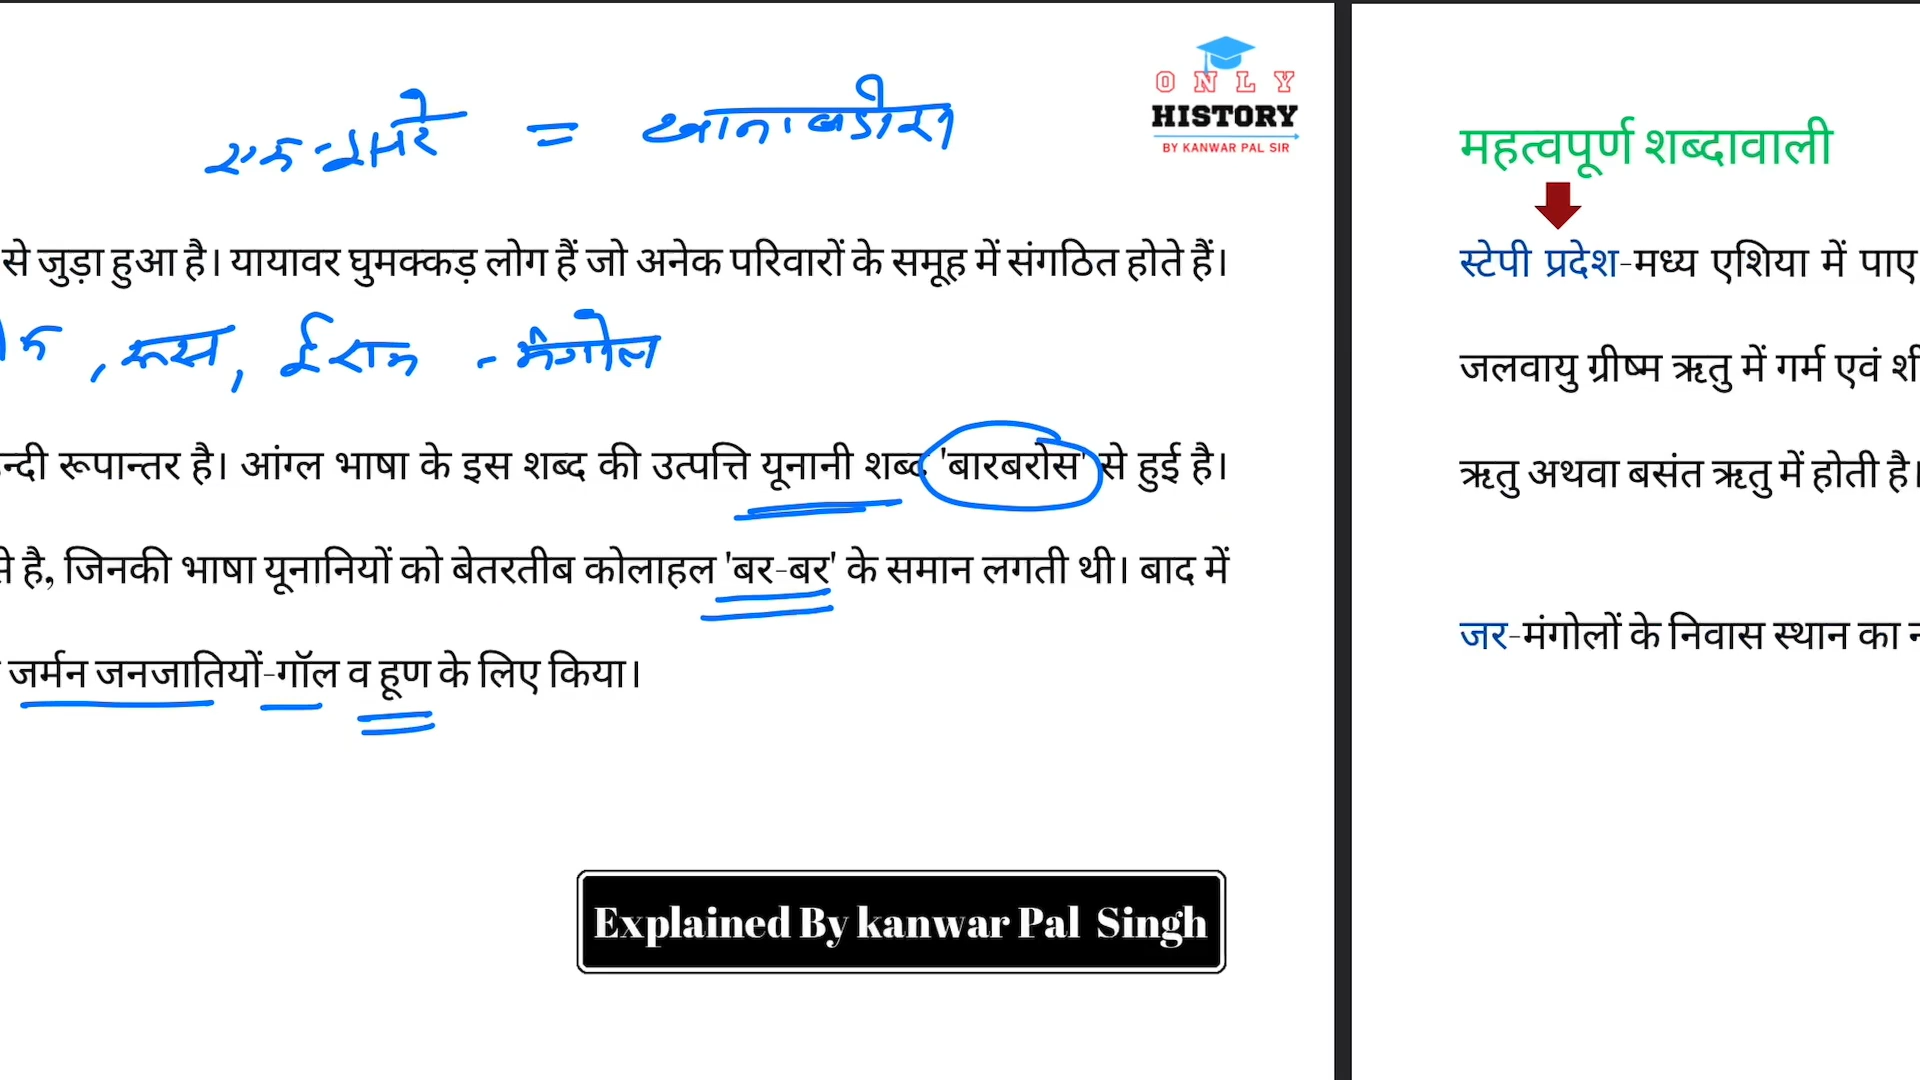 = खानाबदोश
ONLY
HISTORY
BY KANWAR PAL SIR
से जुड़ा हुआ है। यायावर घुमक्कड़ लोग हैं जो अनेक परिवारों के समूह में संगठित होते हैं।
, रूस, ईरान - मंगोल
न्दी रूपान्तर है। आंग्ल भाषा के इस शब्द की उत्पत्ति यूनानी शब्द 'बारबरोस' से हुई है।
से है, जिनकी भाषा यूनानियों को बेतरतीब कोलाहल 'बर-बर' के समान लगती थी। बाद में
जर्मन जनजातियों-गॉल व हूण के लिए किया।
Explained By kanwar Pal Singh
महत्वपूर्ण शब्दावाली
स्टेपी प्रदेश-मध्य एशिया में पाए
जलवायु ग्रीष्म ऋतु में गर्म एवं शी
ऋतु अथवा बसंत ऋतु में होती है।
जर-मंगोलों के निवास स्थान का